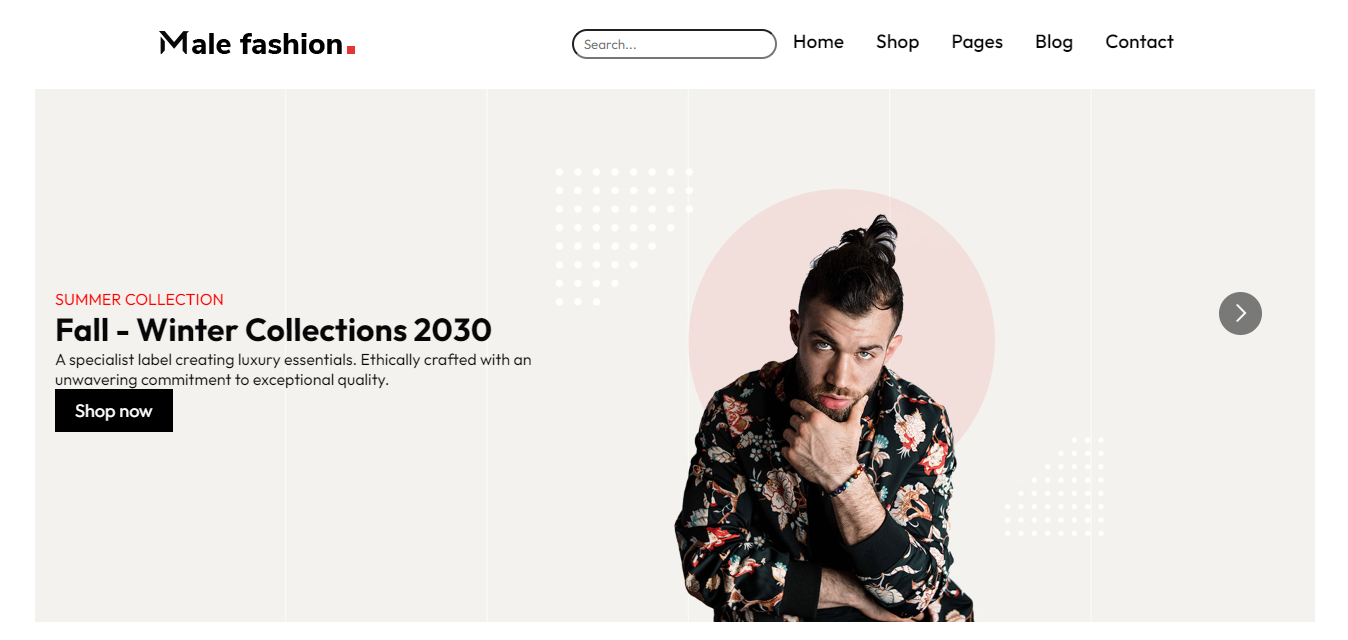 Male fashion.
Search...
Home
Shop
Pages
Blog
Contact
SUMMER COLLECTION
Fall - Winter Collections 2030
A specialist label creating luxury essentials. Ethically crafted with an
unwavering commitment to exceptional quality.
Shop now